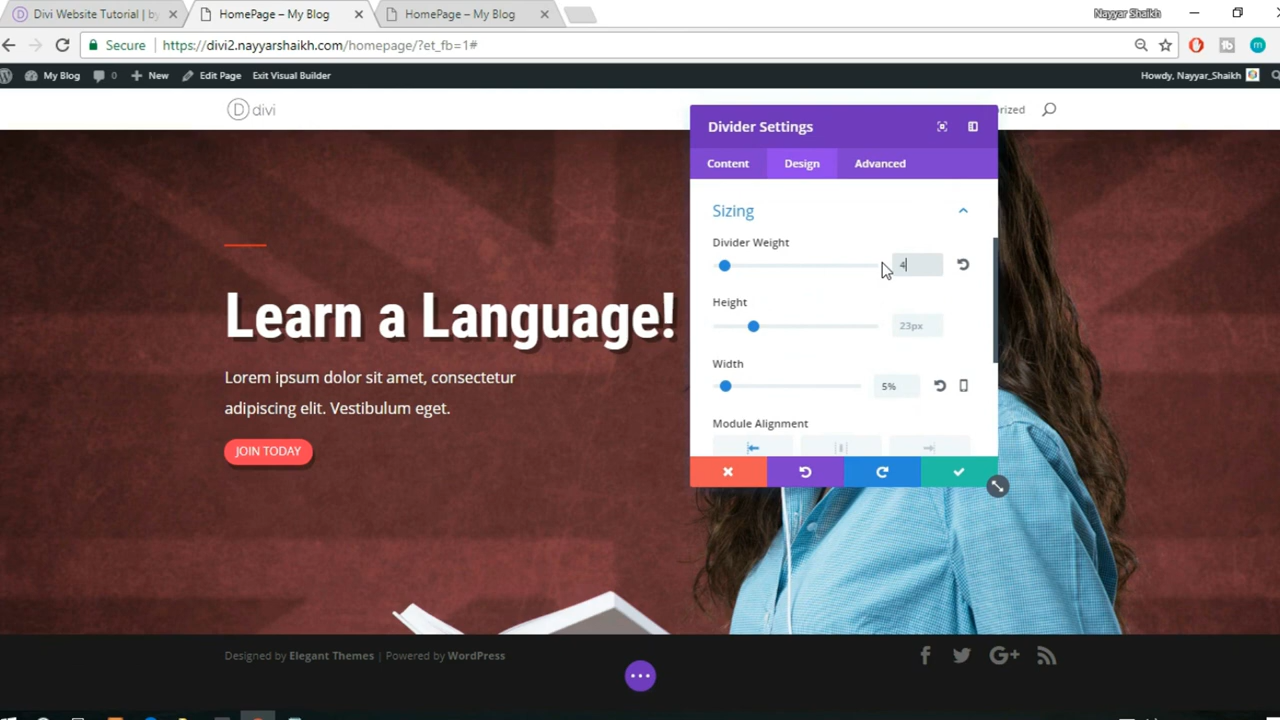 Divi Website Tutorial | by
HomePage – My Blog
HomePage – My Blog
Nayyar Shaikh
Secure
https://divi2.nayyarshaikh.com/homepage/?et_fb=1#
My Blog
0
New
Edit Page
Exit Visual Builder
Howdy, Nayyar_Shaikh
D divi
orized
Divider Settings
Content
Design
Advanced
Sizing
Divider Weight
4
Height
23px
Width
5%
Module Alignment
Learn a Language!
Lorem ipsum dolor sit amet, consectetur
adipiscing elit. Vestibulum eget.
JOIN TODAY
Designed by Elegant Themes | Powered by WordPress